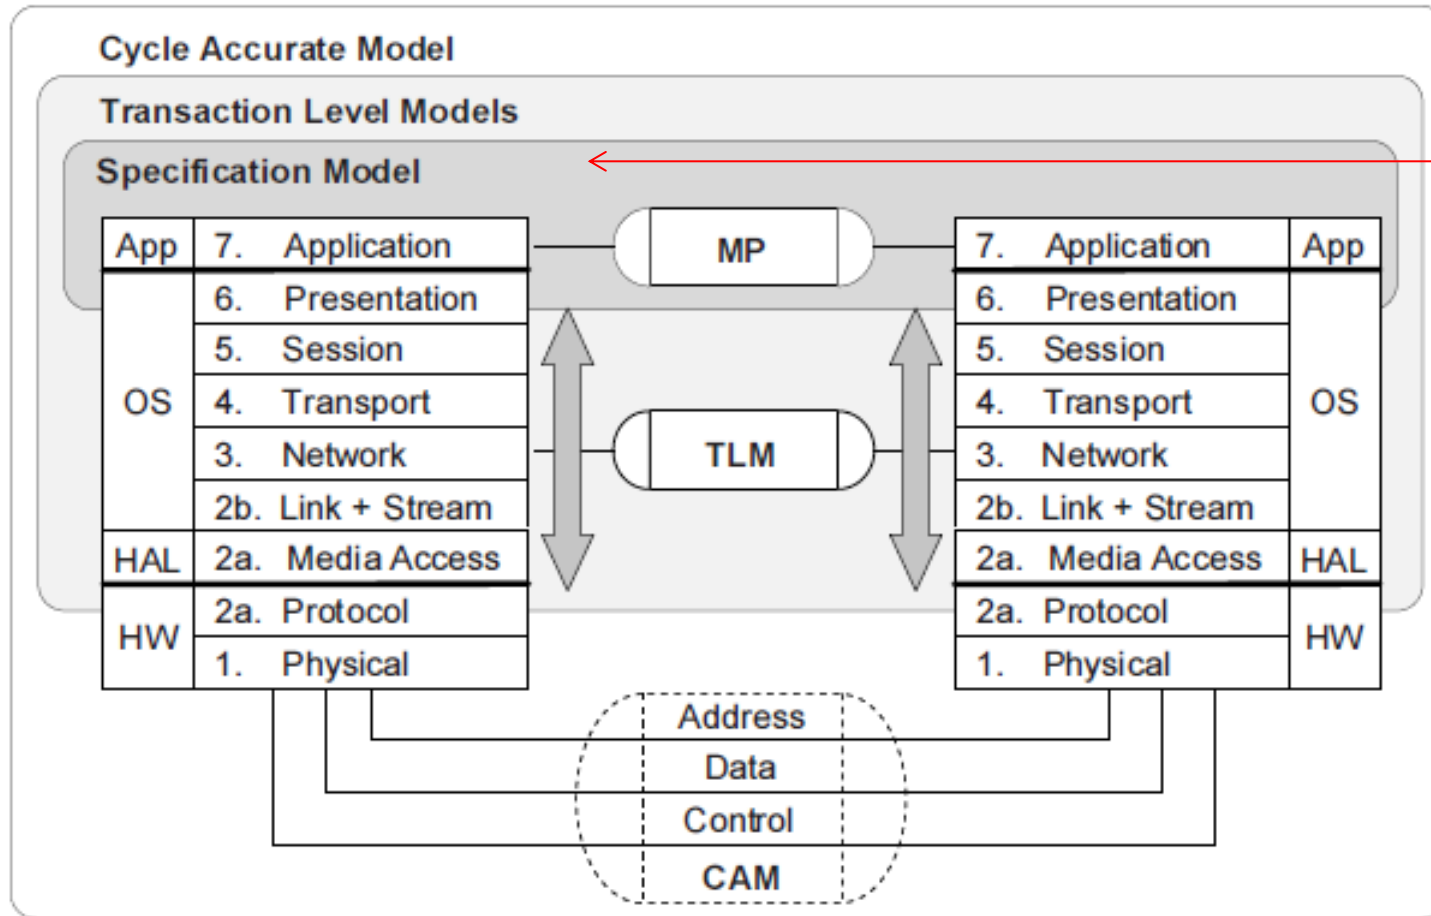 Cycle Accurate Model
Transaction Level Models
Specification Model
App 7. Application MP 7. Application App
6. Presentation 6. Presentation
5. Session 5. Session
OS 4. Transport 4. Transport OS
3. Network TLM 3. Network
2b. Link + Stream 2b. Link + Stream
HAL 2a. Media Access 2a. Media Access HAL
2a. Protocol 2a. Protocol
HW HW
1. Physical 1. Physical
Address
Data
Control
CAM